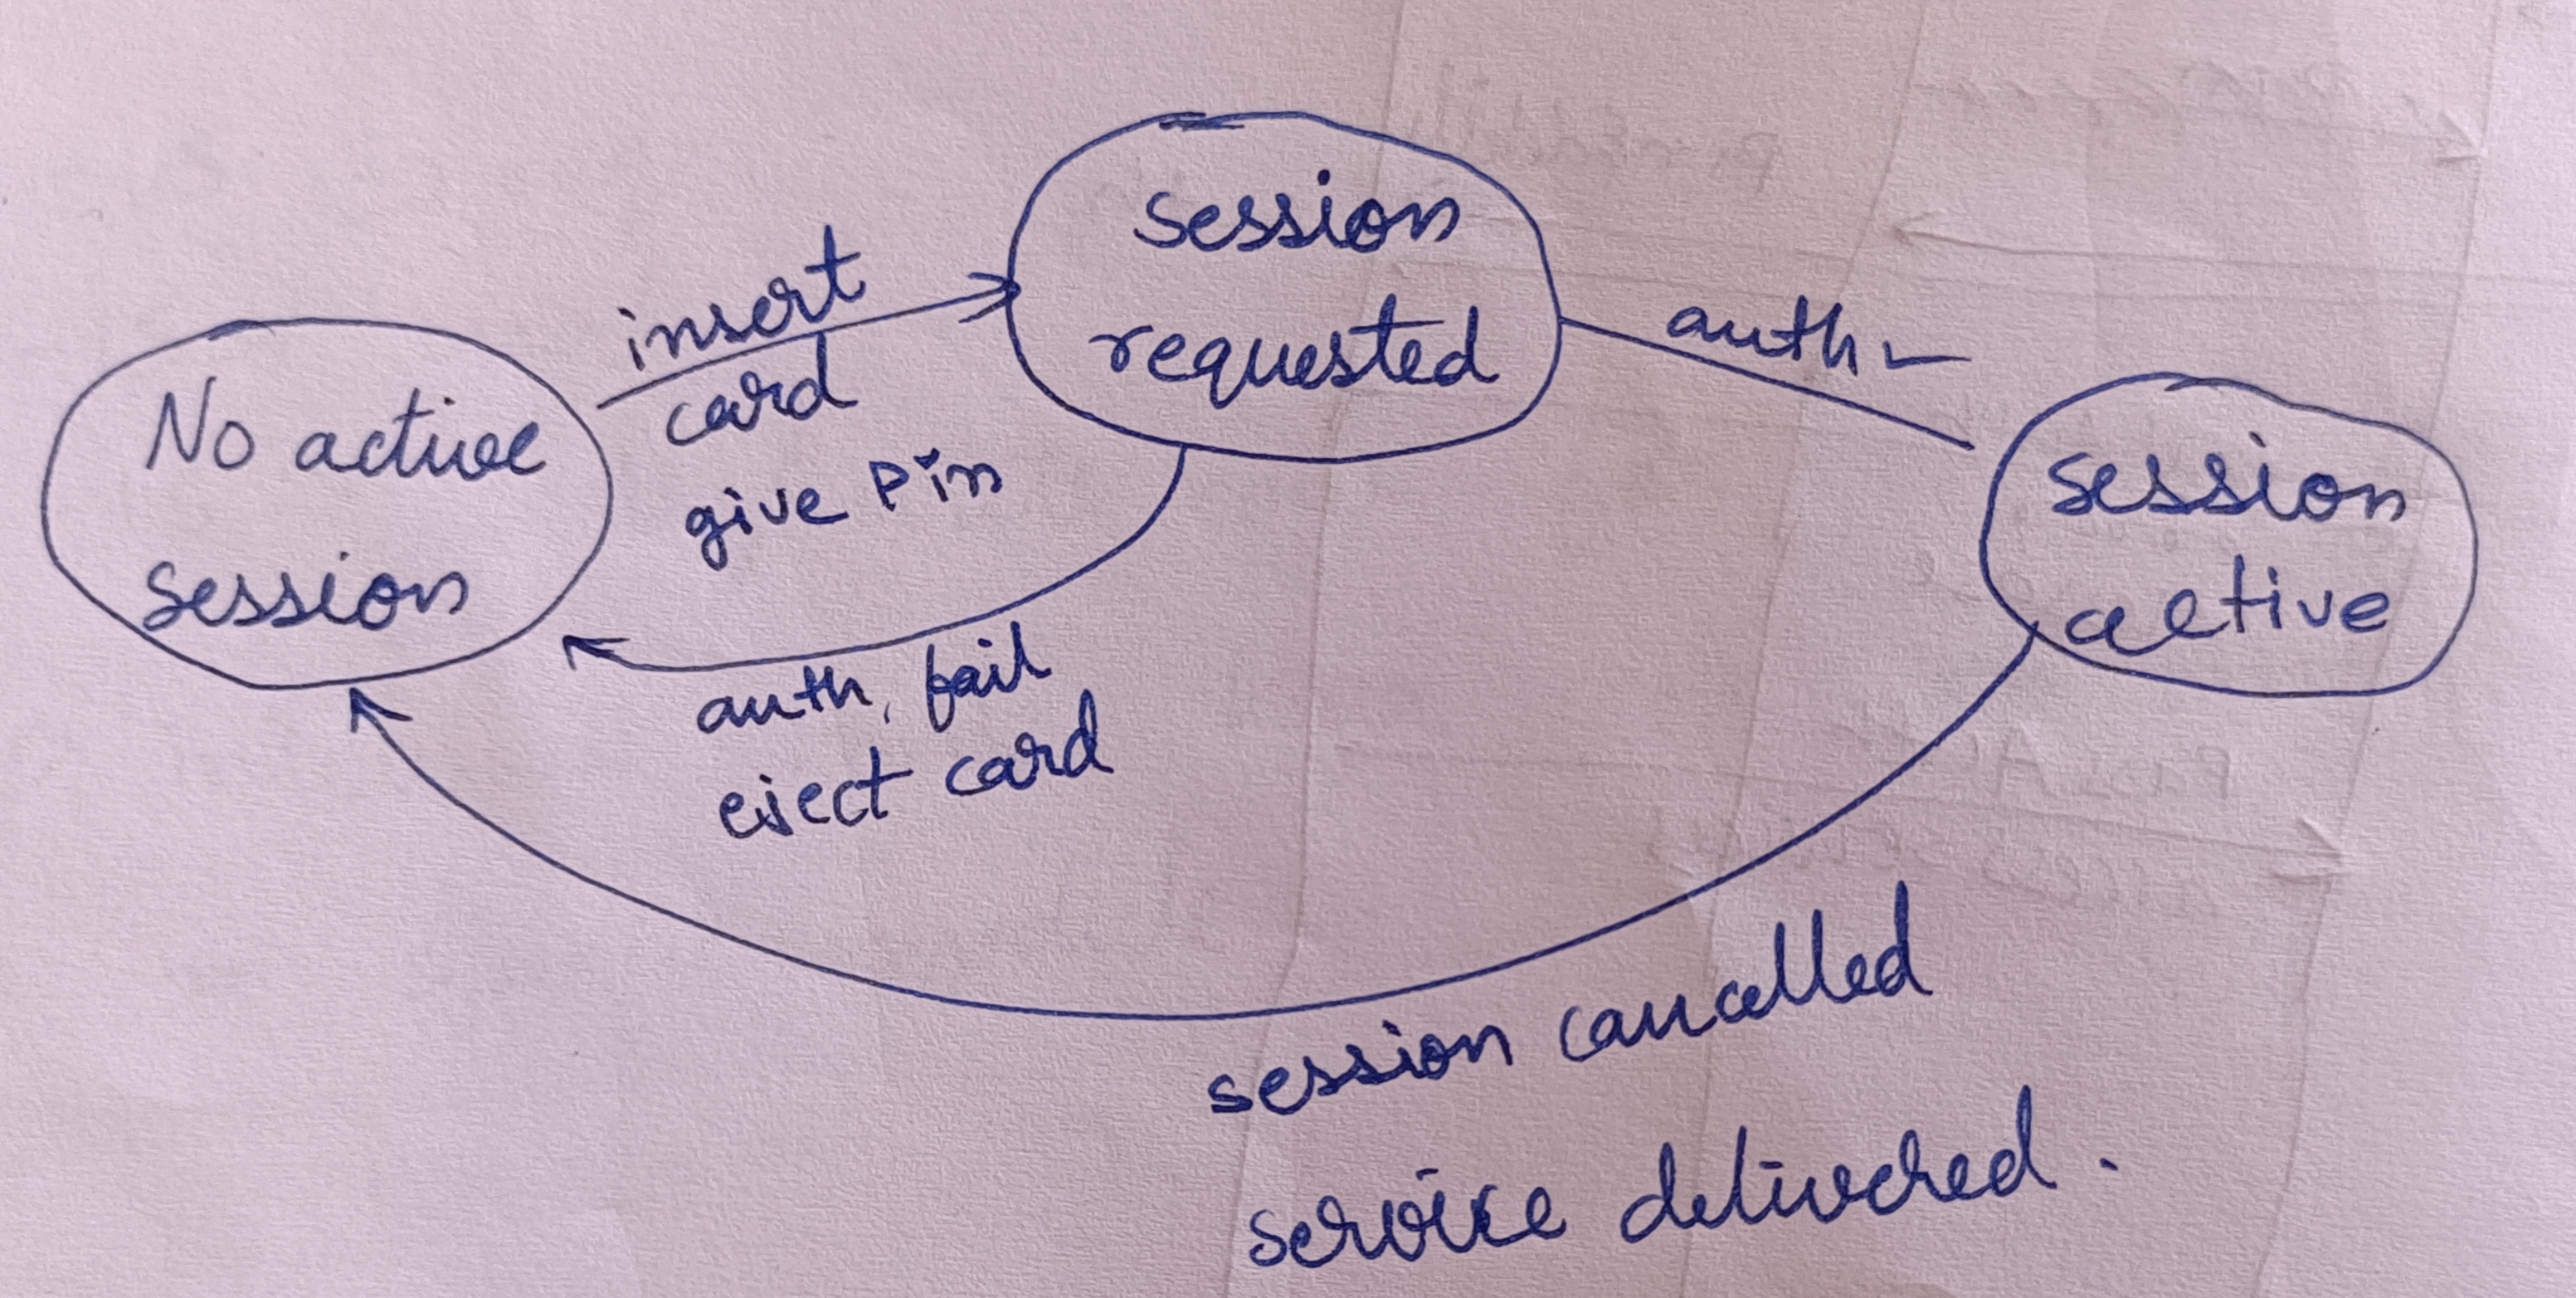 No active
session
insert
card
give Pin
session
requested
auth ✓
session
active
auth, fail
eject card
session cancelled
service delivered.